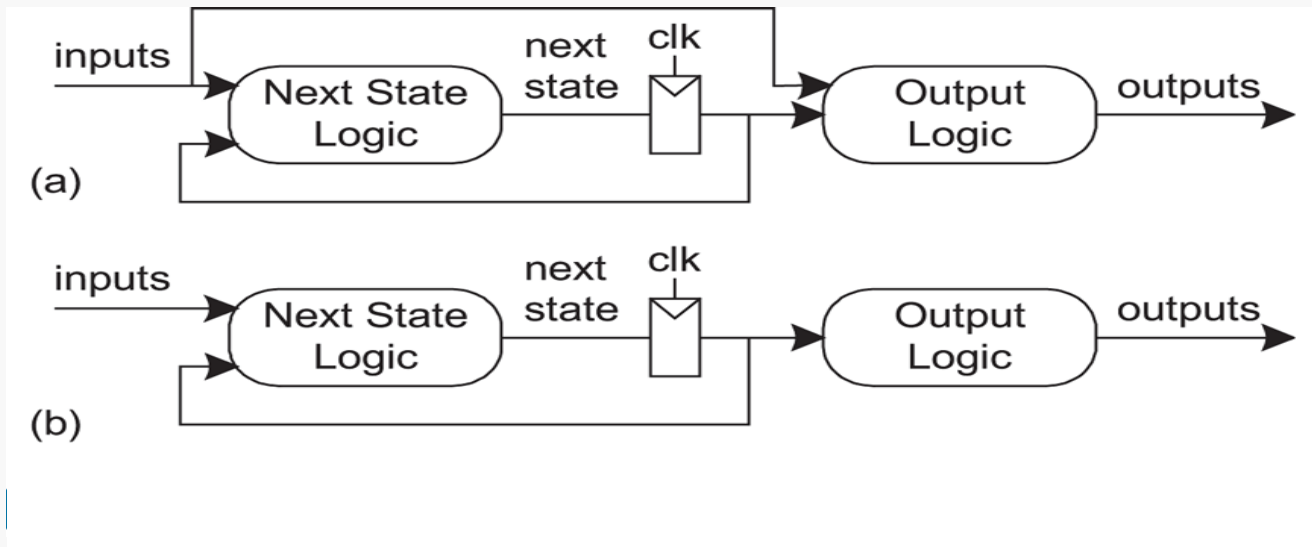 inputs
next
state
clk
Next State
Logic
Output
Logic
outputs
(a)
inputs
next
state
clk
Next State
Logic
Output
Logic
outputs
(b)